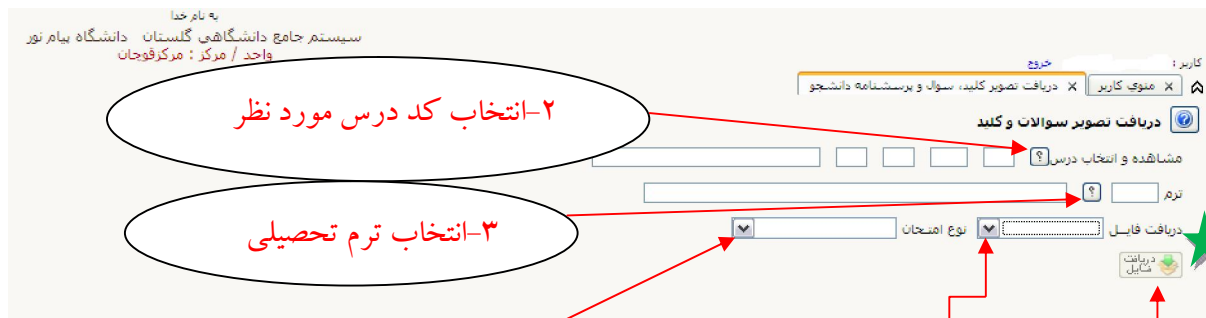 به نام خدا
سیستم جامع دانشگاهی گلستان دانشگاه پیام نور
واحد / مرکز : مرکزقوچان
کاربر : خروج
منوی کاربر x دریافت تصویر کلید، سوال و پرسشنامه دانشجو x
دریافت تصویر سوالات و کلید
۲-انتخاب کد درس مورد نظر
مشاهده و انتخاب درس ؟
ترم ؟
۳-انتخاب ترم تحصیلی
دریافت فایـل نوع امتحان
دریافت فایل